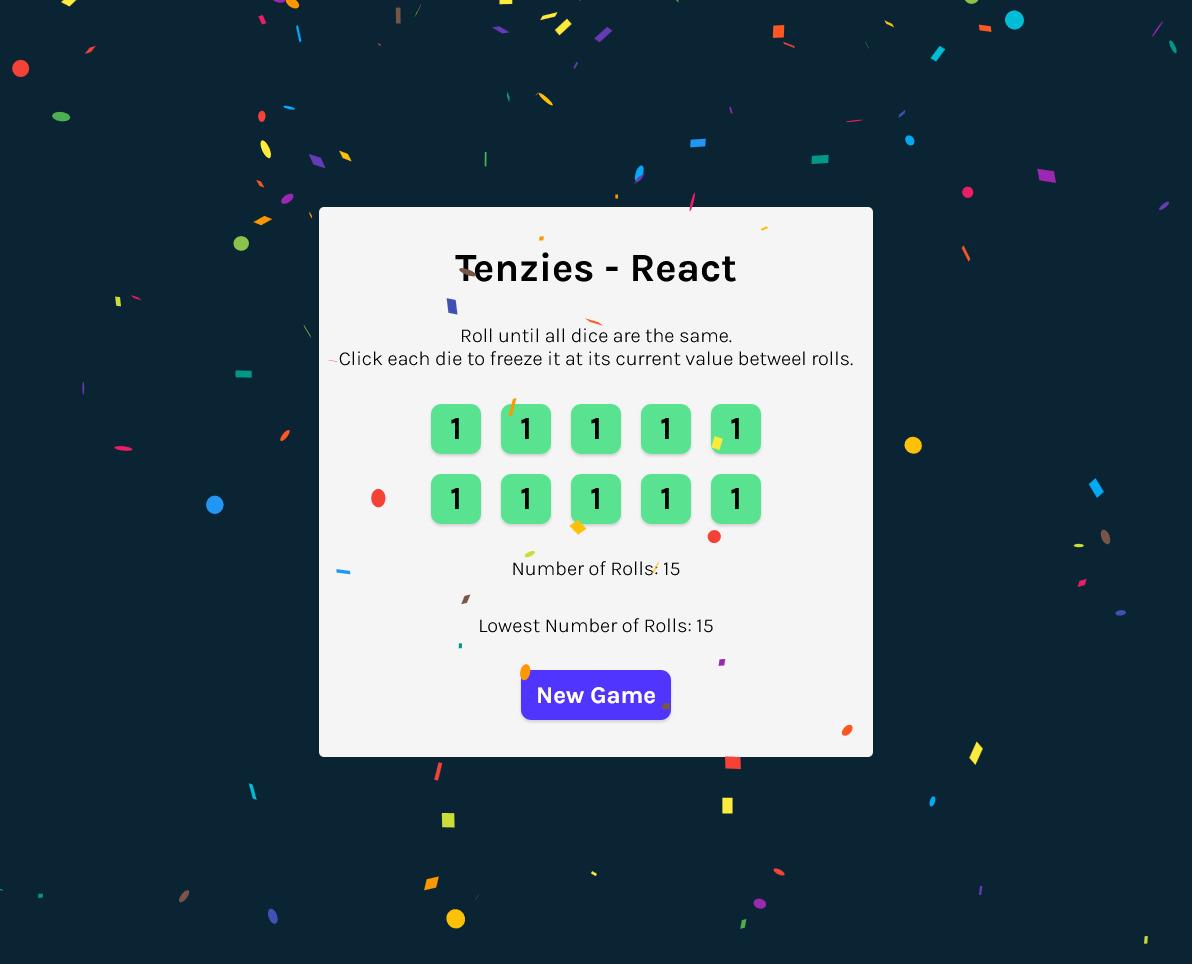 Tenzies - React
Roll until all dice are the same.
Click each die to freeze it at its current value betweel rolls.
1 1 1 1 1
1 1 1 1 1
Number of Rolls: 15
Lowest Number of Rolls: 15
New Game